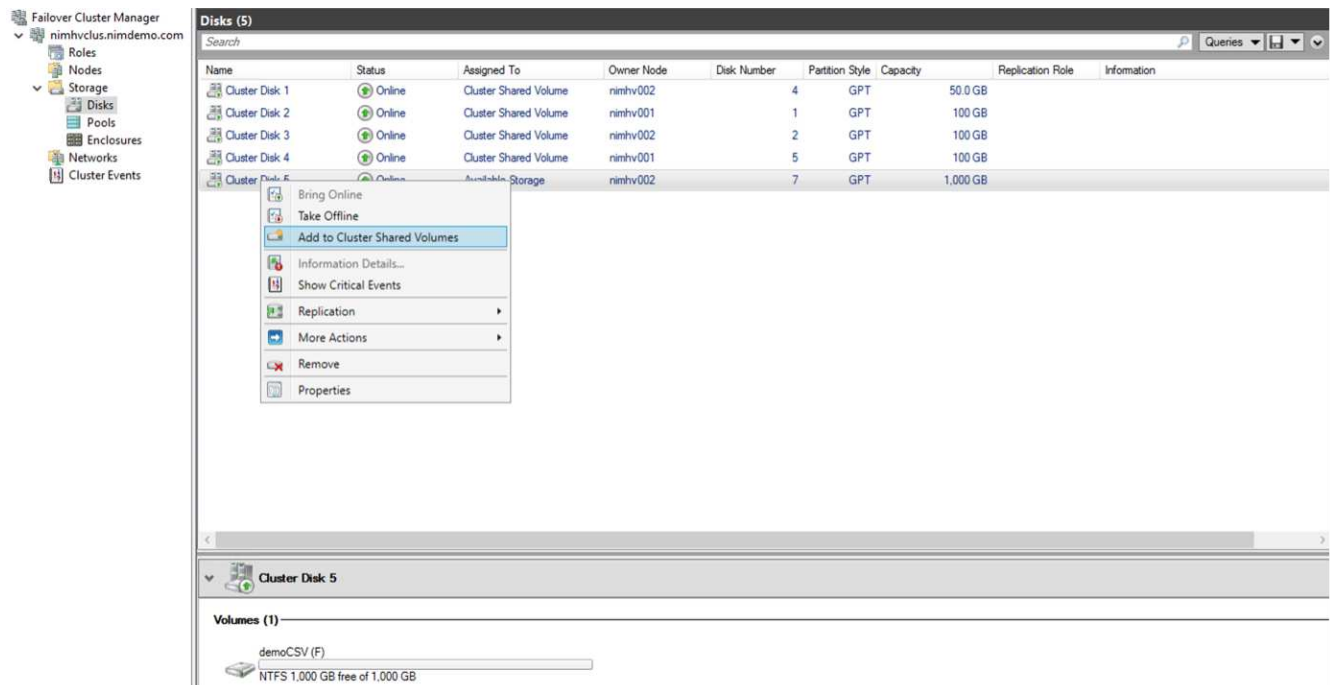 Failover Cluster Manager
nimhvclus.nimdemo.com
Roles
Nodes
Storage
Disks
Pools
Enclosures
Networks
Cluster Events
Disks (5)
Search
Queries
Name Status Assigned To Owner Node Disk Number Partition Style Capacity Replication Role Information
Cluster Disk 1 Online Cluster Shared Volume nimhv002 4 GPT 50.0 GB
Cluster Disk 2 Online Cluster Shared Volume nimhv001 1 GPT 100 GB
Cluster Disk 3 Online Cluster Shared Volume nimhv002 2 GPT 100 GB
Cluster Disk 4 Online Cluster Shared Volume nimhv001 5 GPT 100 GB
Cluster Disk 5 Online Available Storage nimhv002 7 GPT 1,000 GB
Bring Online
Take Offline
Add to Cluster Shared Volumes
Information Details...
Show Critical Events
Replication
More Actions
Remove
Properties
Cluster Disk 5
Volumes (1)
demoCSV (F)
NTFS 1,000 GB free of 1,000 GB